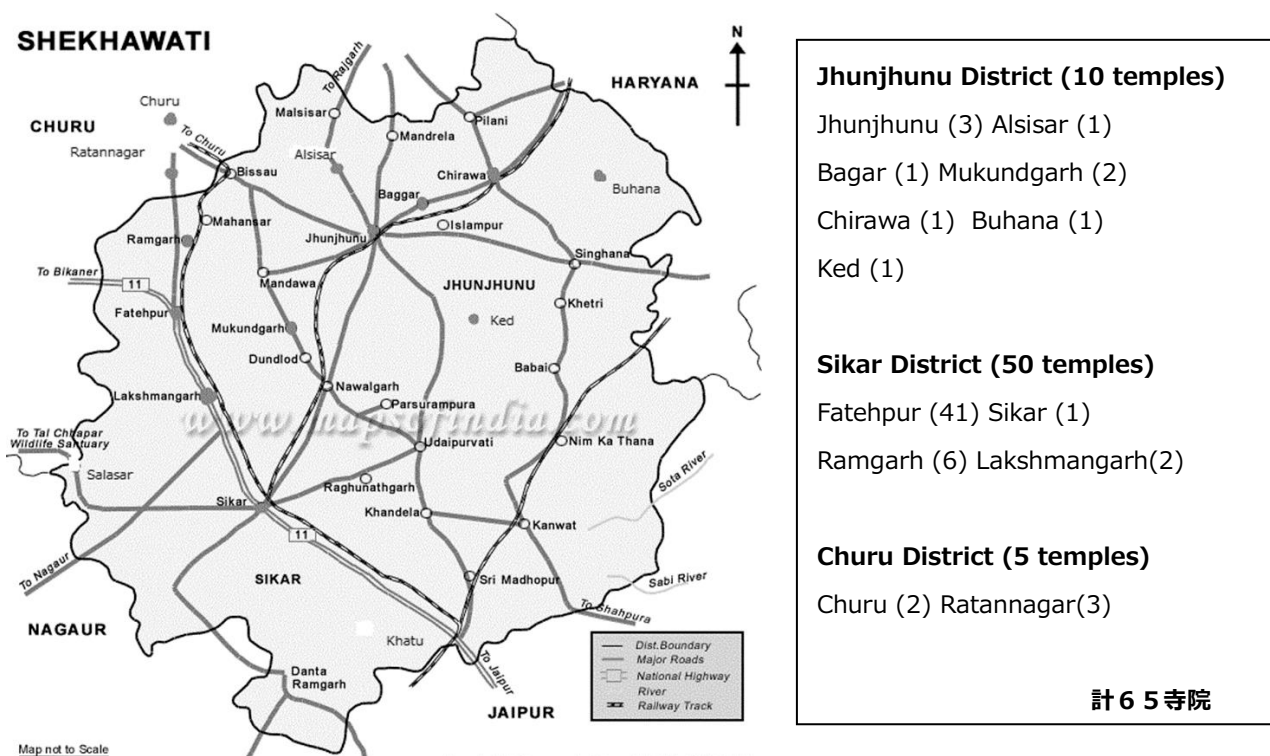 SHEKHAWATI
N
HARYANA
To Rajgarh
Churu
CHURU
Malsisar
Pilani
Mandrela
To Churu
Ratannagar
Alsisar
Bissau
Chirawa
Buhana
Baggar
Mahansar
Islampur
Ramgarh
Jhunjhunu
Singhana
To Bikaner
11
Mandawa
JHUNJHUNU
Khetri
Fatehpur
Mukundgarh
Ked
Dundlod
Babai
Nawalgarh
Lakshmangarh
Parsurampura
www.mapsofindia.com
To Tal Chhapar
Wildlife Santuary
Udaipurvati
Nim Ka Thana
Salasar
Raghunathgarh
Sota River
Sikar
Khandela
Kanwat
11
To Nagaur
SIKAR
Sri Madhopur
Sabi River
To Shahpura
NAGAUR
Khatu
To Jaipur
Danta
Ramgarh
JAIPUR
Dist.Boundary
Major Roads
National Highway
River
Railway Track
Map not to Scale
Jhunjhunu District (10 temples)
Jhunjhunu (3) Alsisar (1)
Bagar (1) Mukundgarh (2)
Chirawa (1) Buhana (1)
Ked (1)
Sikar District (50 temples)
Fatehpur (41) Sikar (1)
Ramgarh (6) Lakshmangarh(2)
Churu District (5 temples)
Churu (2) Ratannagar(3)
計６５寺院